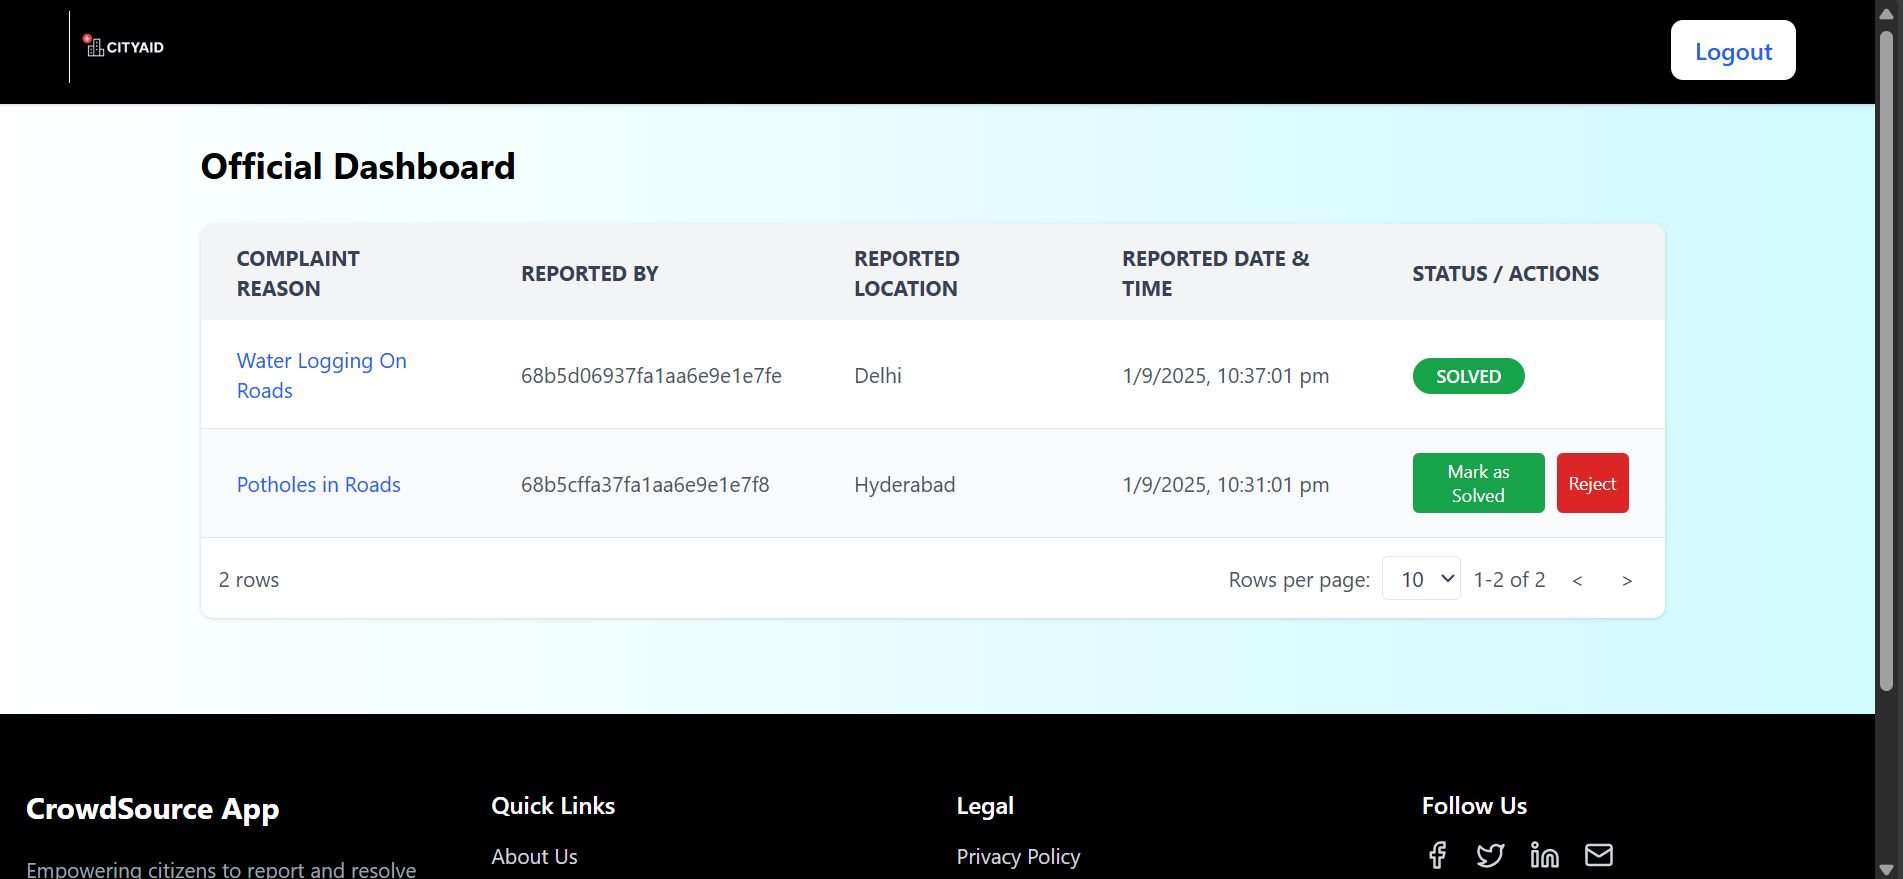 CITYAID
Logout
Official Dashboard
COMPLAINT
REASON
REPORTED BY
REPORTED
LOCATION
REPORTED DATE &
TIME
STATUS / ACTIONS
Water Logging On
Roads
68b5d06937fa1aa6e9e1e7fe
Delhi
1/9/2025, 10:37:01 pm
SOLVED
Potholes in Roads
68b5cffa37fa1aa6e9e1e7f8
Hyderabad
1/9/2025, 10:31:01 pm
Mark as
Solved
Reject
2 rows
Rows per page:
10
1-2 of 2
<
>
CrowdSource App
Quick Links
Legal
Follow Us
Empowering citizens to report and resolve
About Us
Privacy Policy